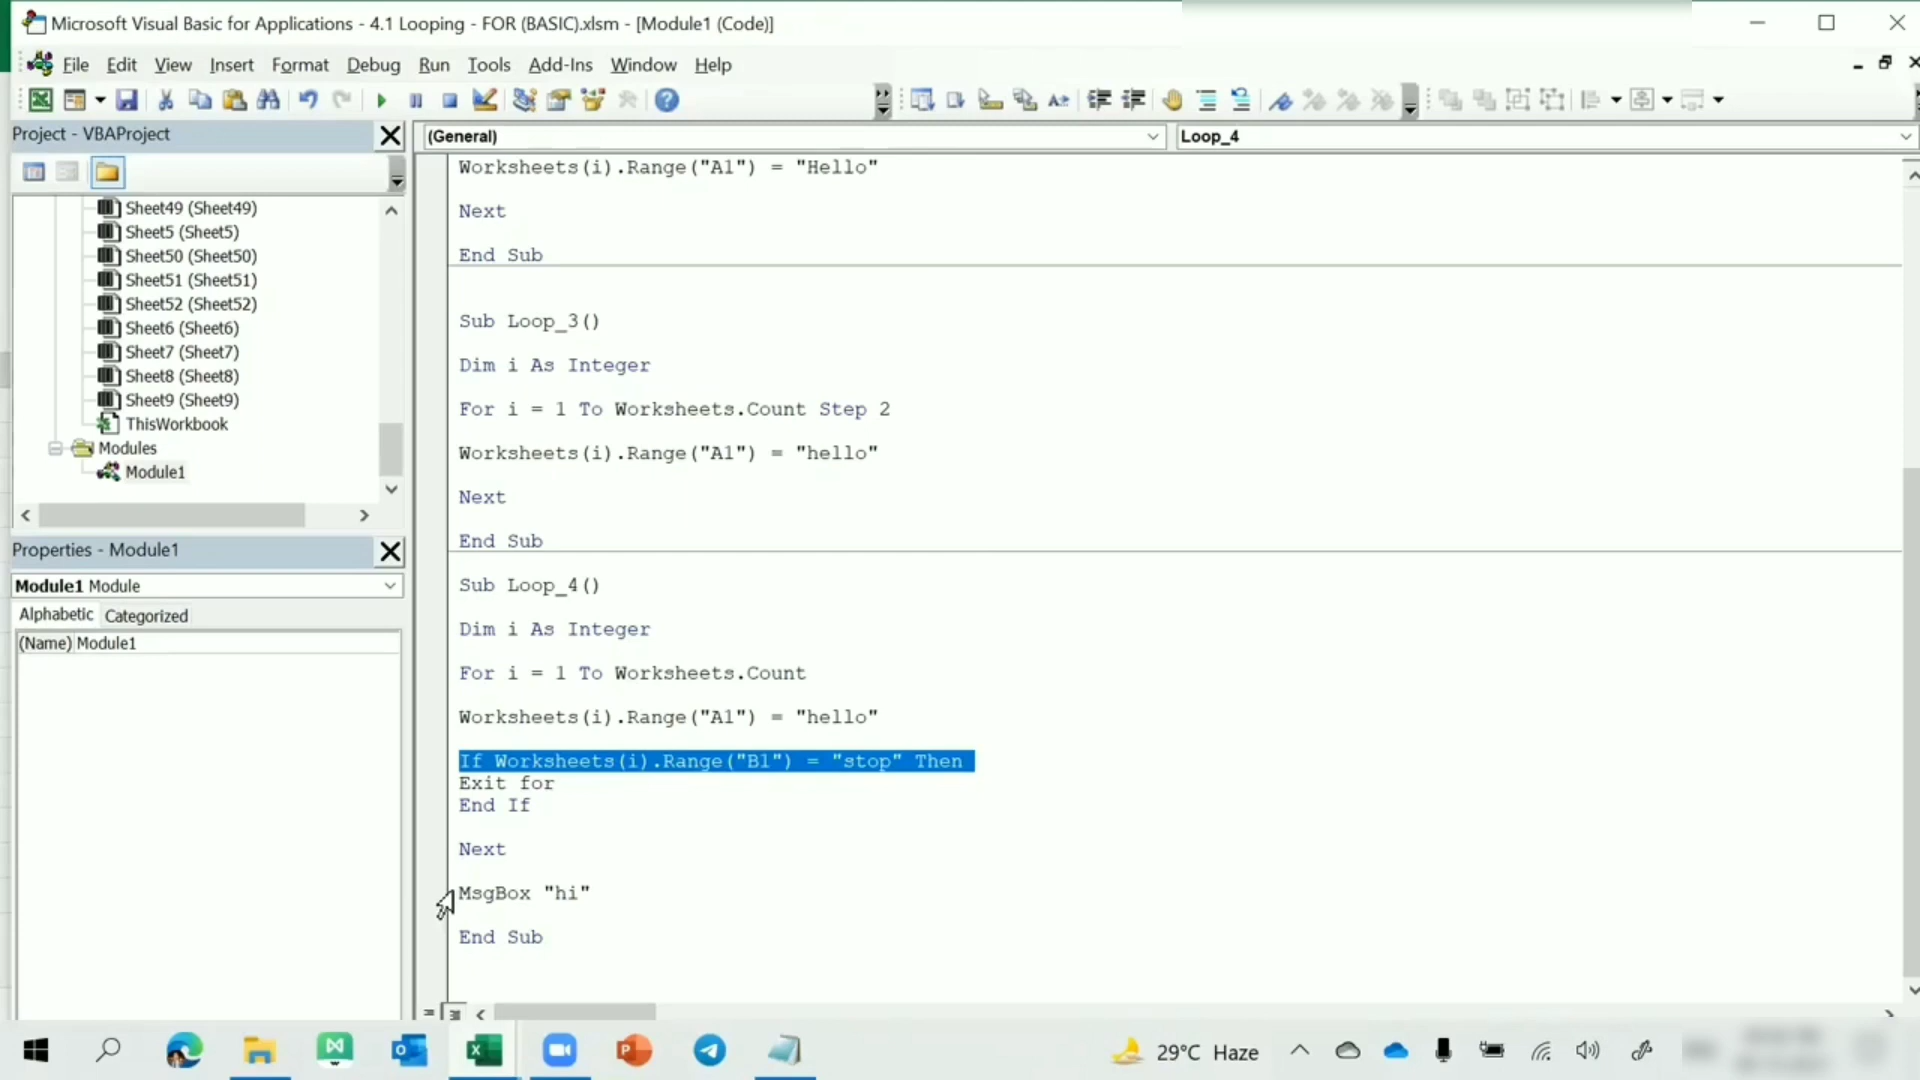 Microsoft Visual Basic for Applications - 4.1 Looping - FOR (BASIC).xlsm - [Module1 (Code)]
File Edit View Insert Format Debug Run Tools Add-Ins Window Help
Project - VBAProject
(General)
Loop_4
Sheet49 (Sheet49)
Sheet5 (Sheet5)
Sheet50 (Sheet50)
Sheet51 (Sheet51)
Sheet52 (Sheet52)
Sheet6 (Sheet6)
Sheet7 (Sheet7)
Sheet8 (Sheet8)
Sheet9 (Sheet9)
ThisWorkbook
Modules
Module1
Properties - Module1
Module1 Module
Alphabetic Categorized
(Name) Module1
Worksheets(i).Range("A1") = "Hello"
Next
End Sub
Sub Loop_3()
Dim i As Integer
For i = 1 To Worksheets.Count Step 2
Worksheets(i).Range("A1") = "hello"
Next
End Sub
Sub Loop_4()
Dim i As Integer
For i = 1 To Worksheets.Count
Worksheets(i).Range("A1") = "hello"
If Worksheets(i).Range("B1") = "stop" Then
Exit for
End If
Next
MsgBox "hi"
End Sub
29°C Haze